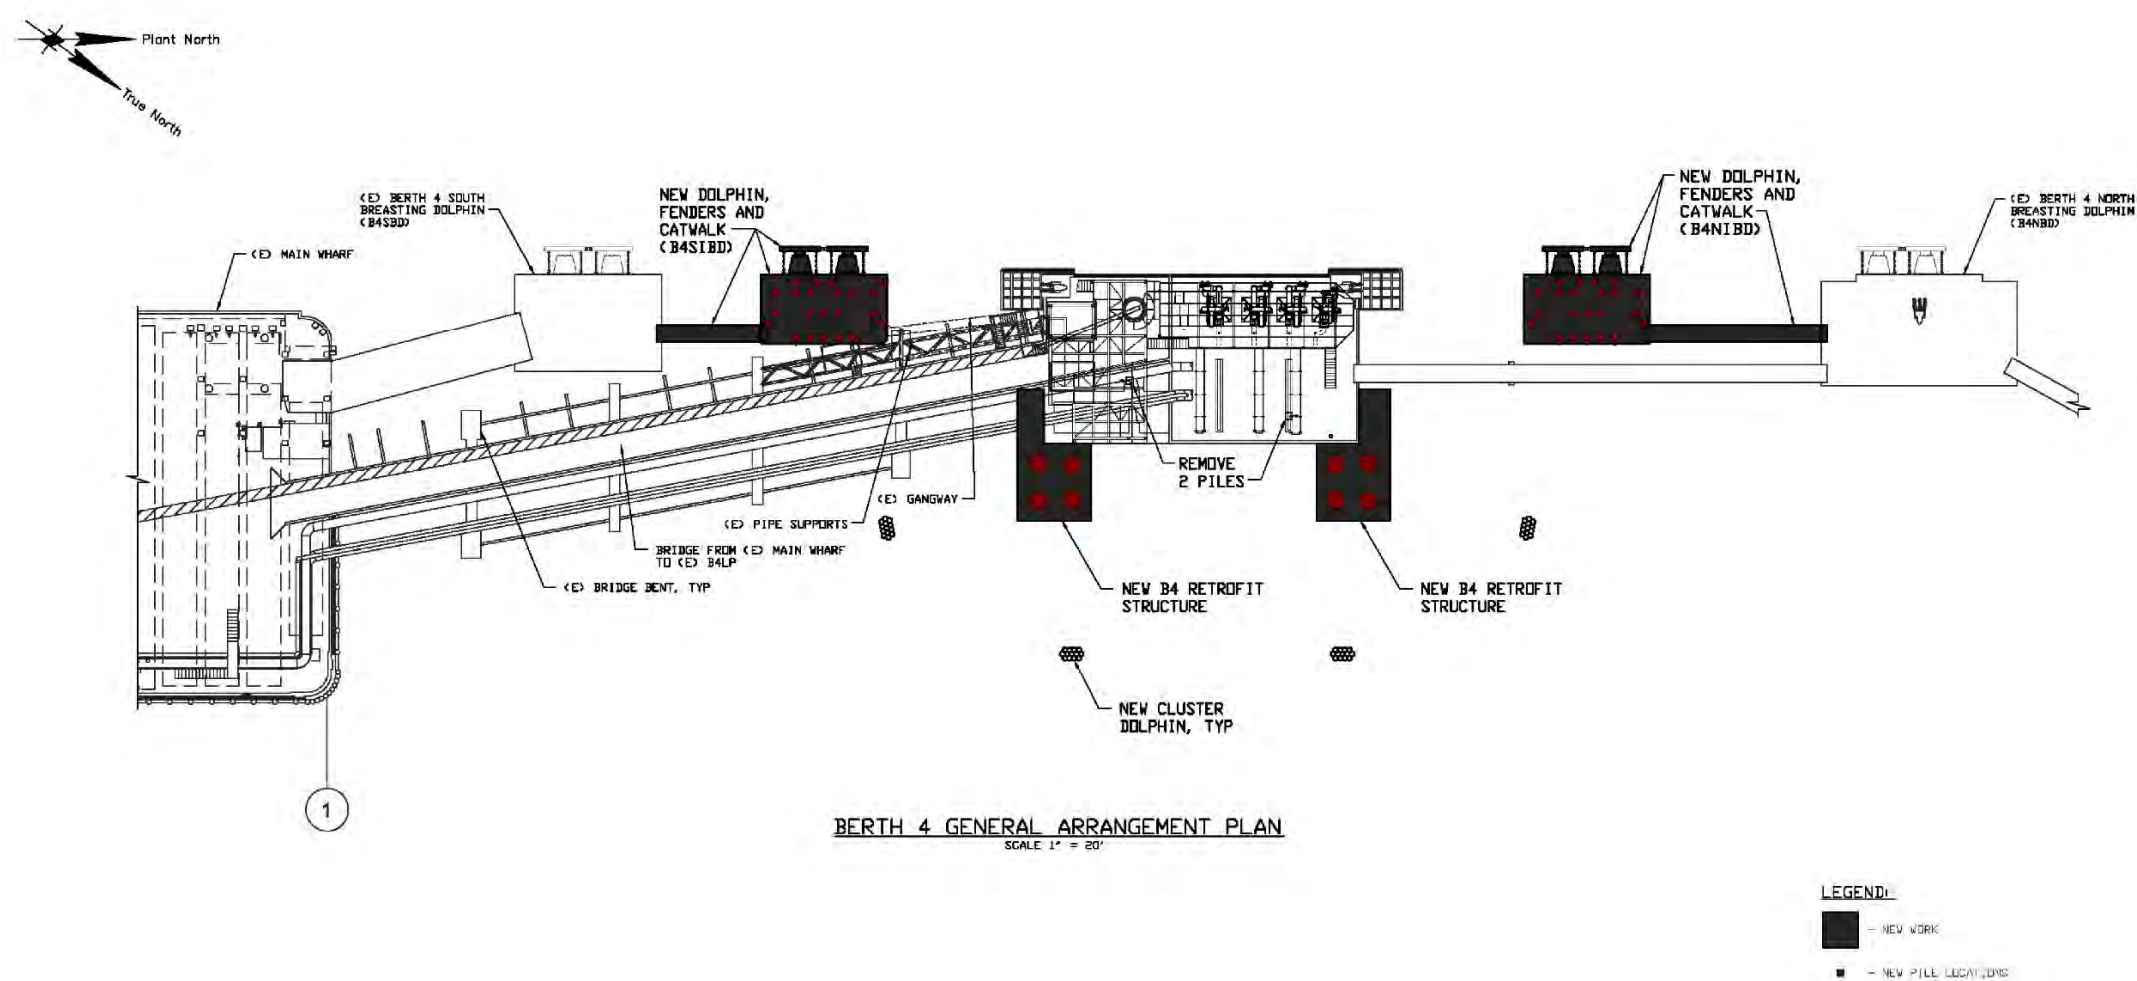 Plant North
True North
(E) MAIN WHARF
(E) BERTH 4 SOUTH
BREASTING DOLPHIN
(B4SBD)
NEW DOLPHIN,
FENDERS AND
CATWALK
(B4SIBD)
NEW DOLPHIN,
FENDERS AND
CATWALK
(B4NIBD)
(E) BERTH 4 NORTH
BREASTING DOLPHIN
(B4NBD)
REMOVE
2 PILES
(E) GANGWAY
(E) PIPE SUPPORTS
BRIDGE FROM (E) MAIN WHARF
TO (E) B4LP
(E) BRIDGE BENT, TYP
NEW B4 RETROFIT
STRUCTURE
NEW B4 RETROFIT
STRUCTURE
NEW CLUSTER
DOLPHIN, TYP
1
BERTH 4 GENERAL ARRANGEMENT PLAN
SCALE 1" = 20'
LEGEND:
- NEW WORK
- NEW PILE LOCATIONS